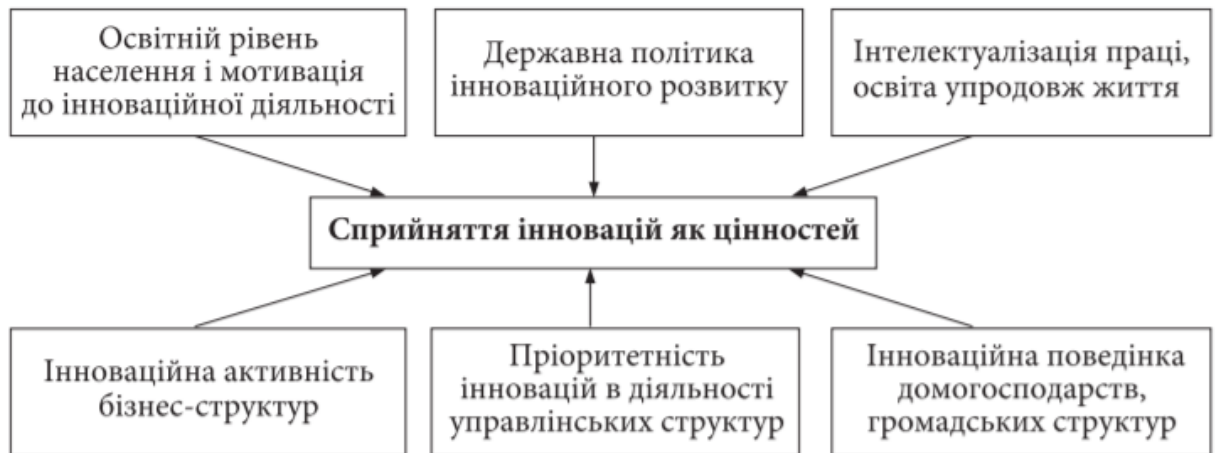 Освітній рівень
населення і мотивація
до інноваційної діяльності
Державна політика
інноваційного розвитку
Інтелектуалізація праці,
освіта упродовж життя
Сприйняття інновацій як цінностей
Інноваційна активність
бізнес-структур
Пріоритетність
інновацій в діяльності
управлінських структур
Інноваційна поведінка
домогосподарств,
громадських структур